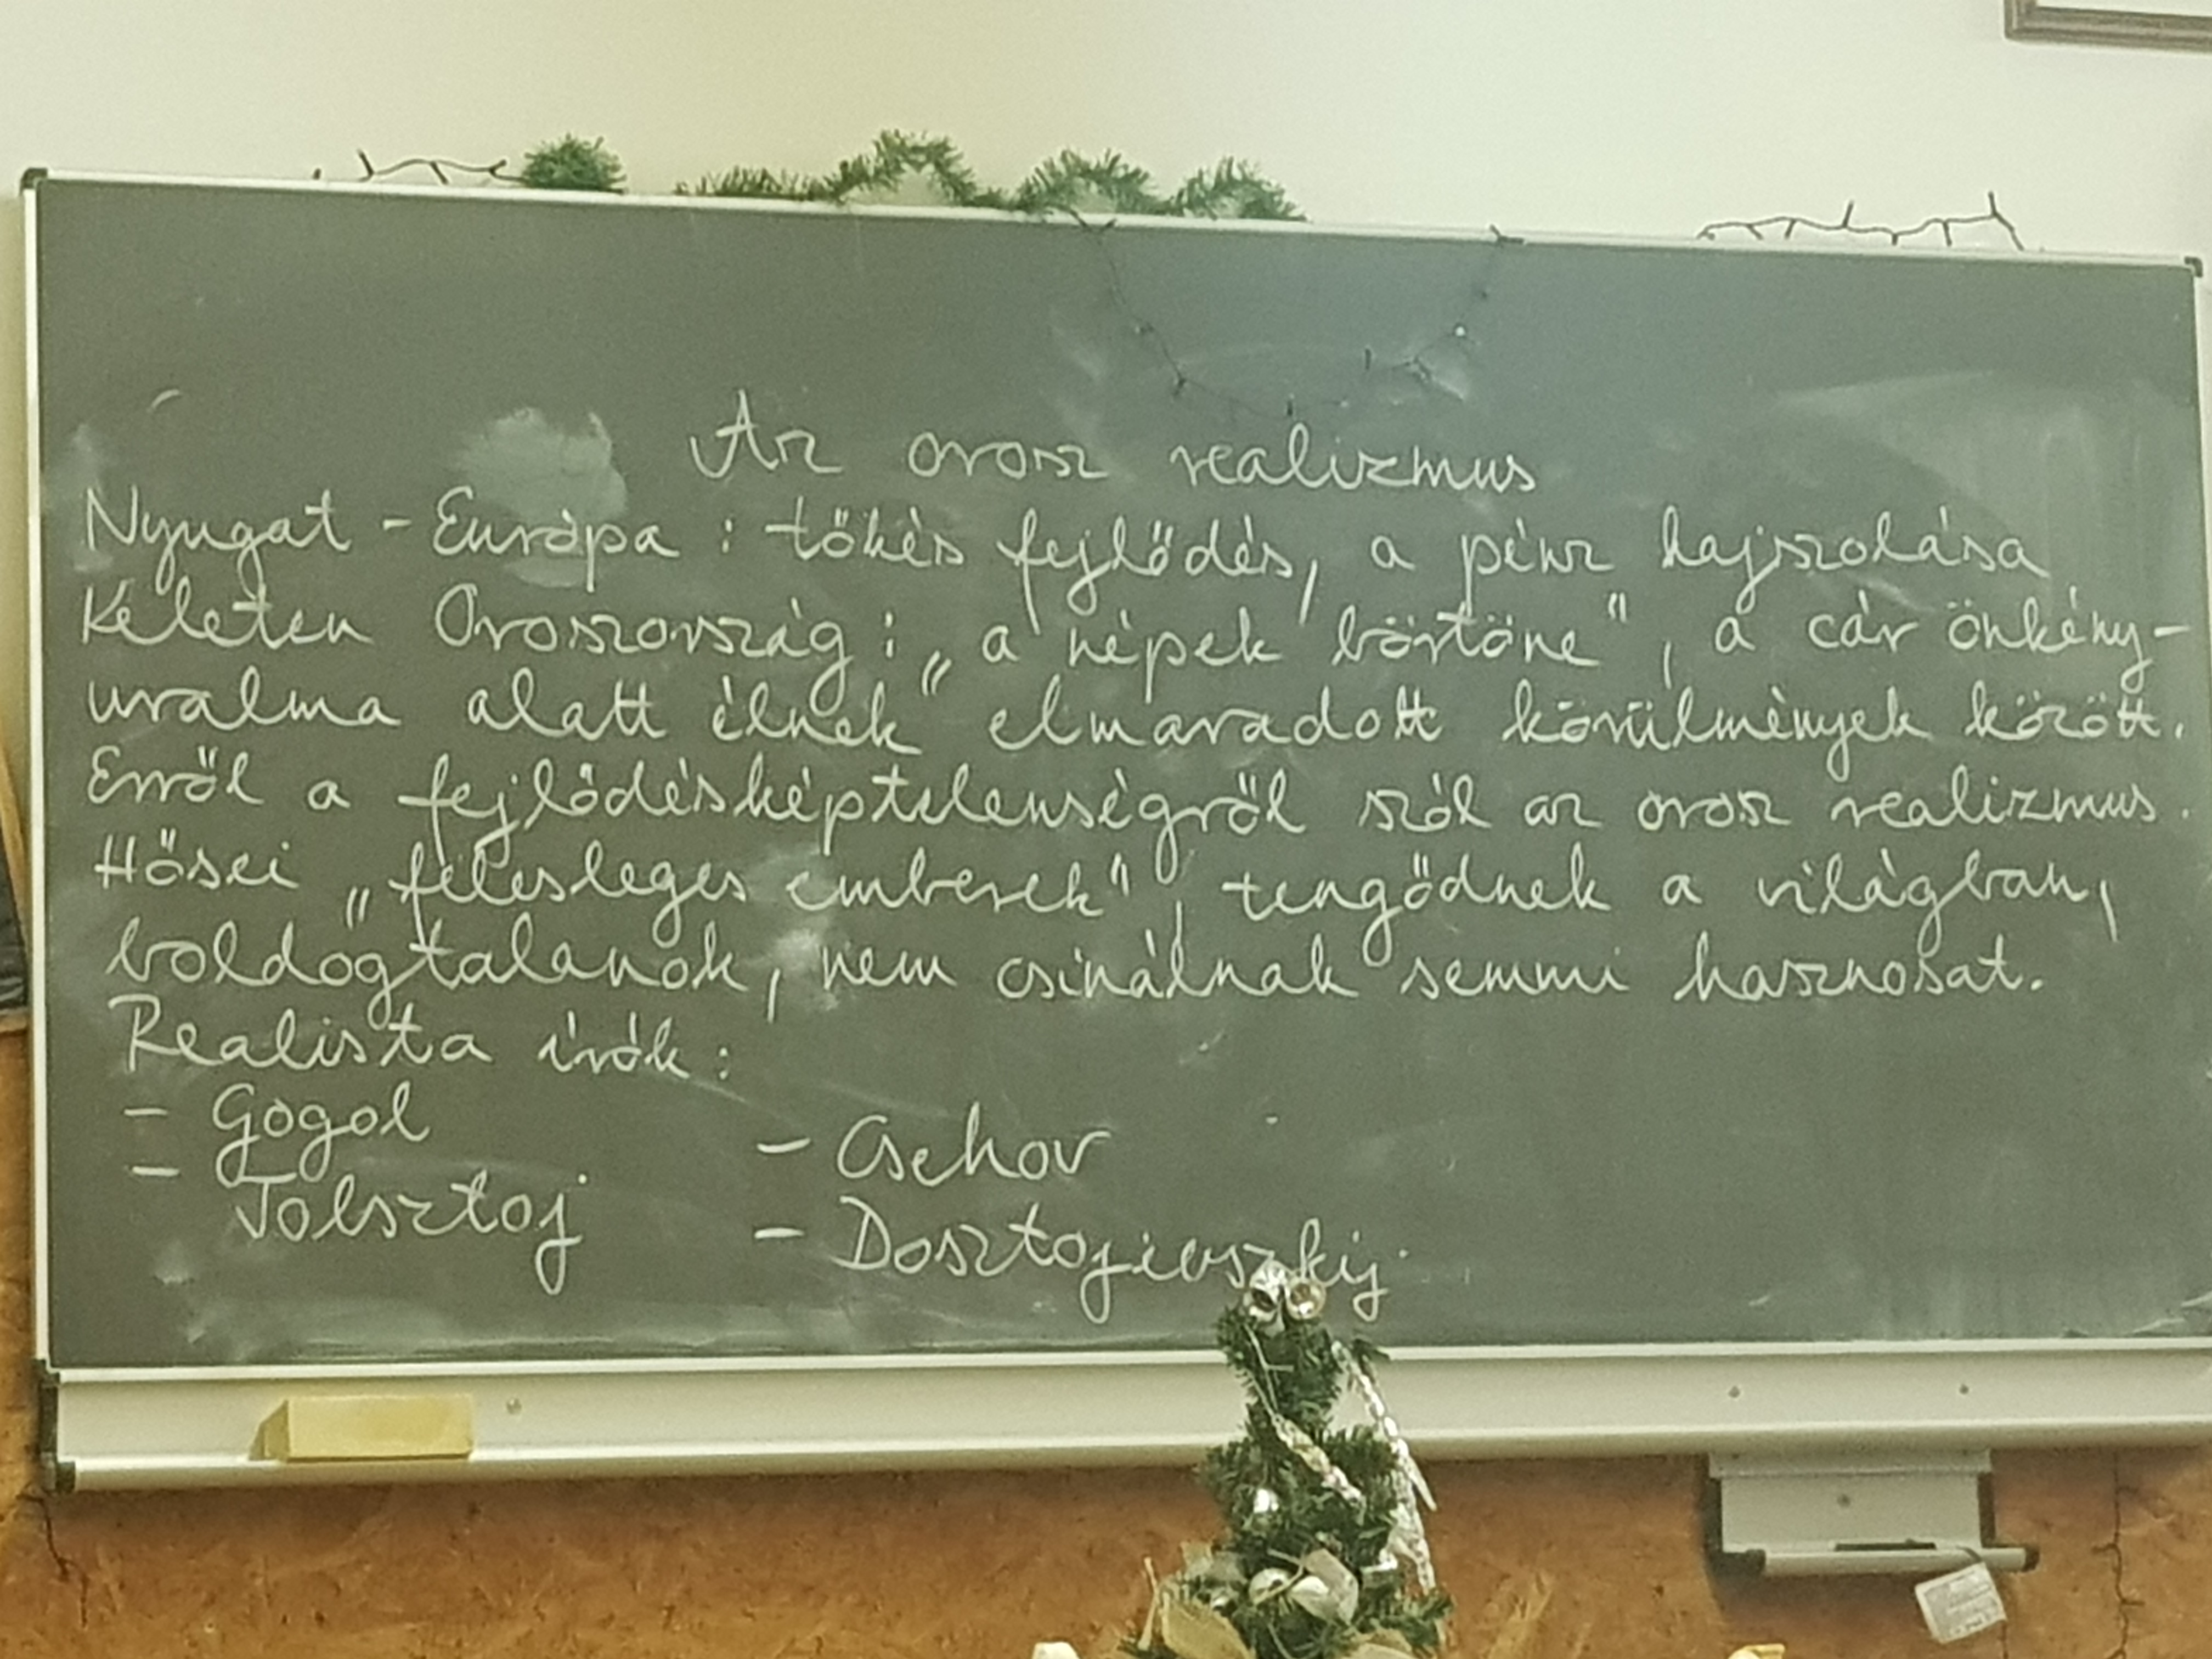 Az orosz realizmus
Nyugat - Európa : tőkés fejlődés, a pénz hajszolása
Keleten Oroszország : „a népek börtöne", a cár önkény-
uralma alatt élnek elmaradott körülmények között.
Erről a fejlődésképtelenségről szól az orosz realizmus.
Hősei „felesleges emberek", tengődnek a világban,
boldogtalanok, nem csinálnak semmi hasznosat.
Realista írók :
- Gogol
- Tolsztoj
- Csehov
- Dosztojevszkij